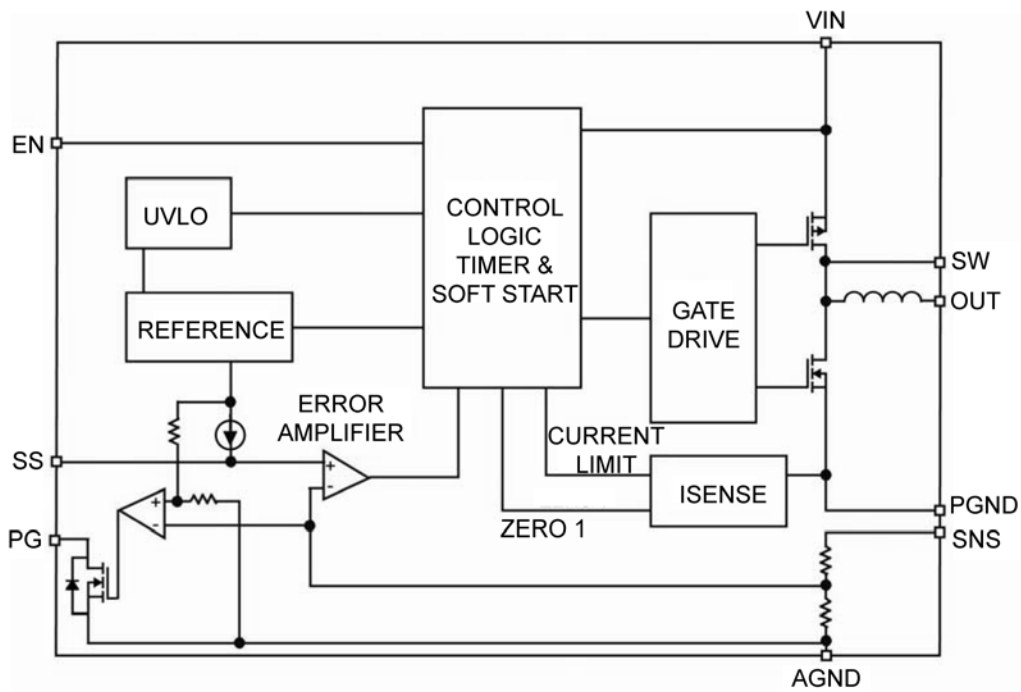 VIN
EN
UVLO
CONTROL
LOGIC
TIMER &
SOFT START
SW
OUT
REFERENCE
GATE
DRIVE
ERROR
AMPLIFIER
CURRENT
LIMIT
SS
+
-
ISENSE
PGND
+
-
ZERO 1
SNS
PG
AGND